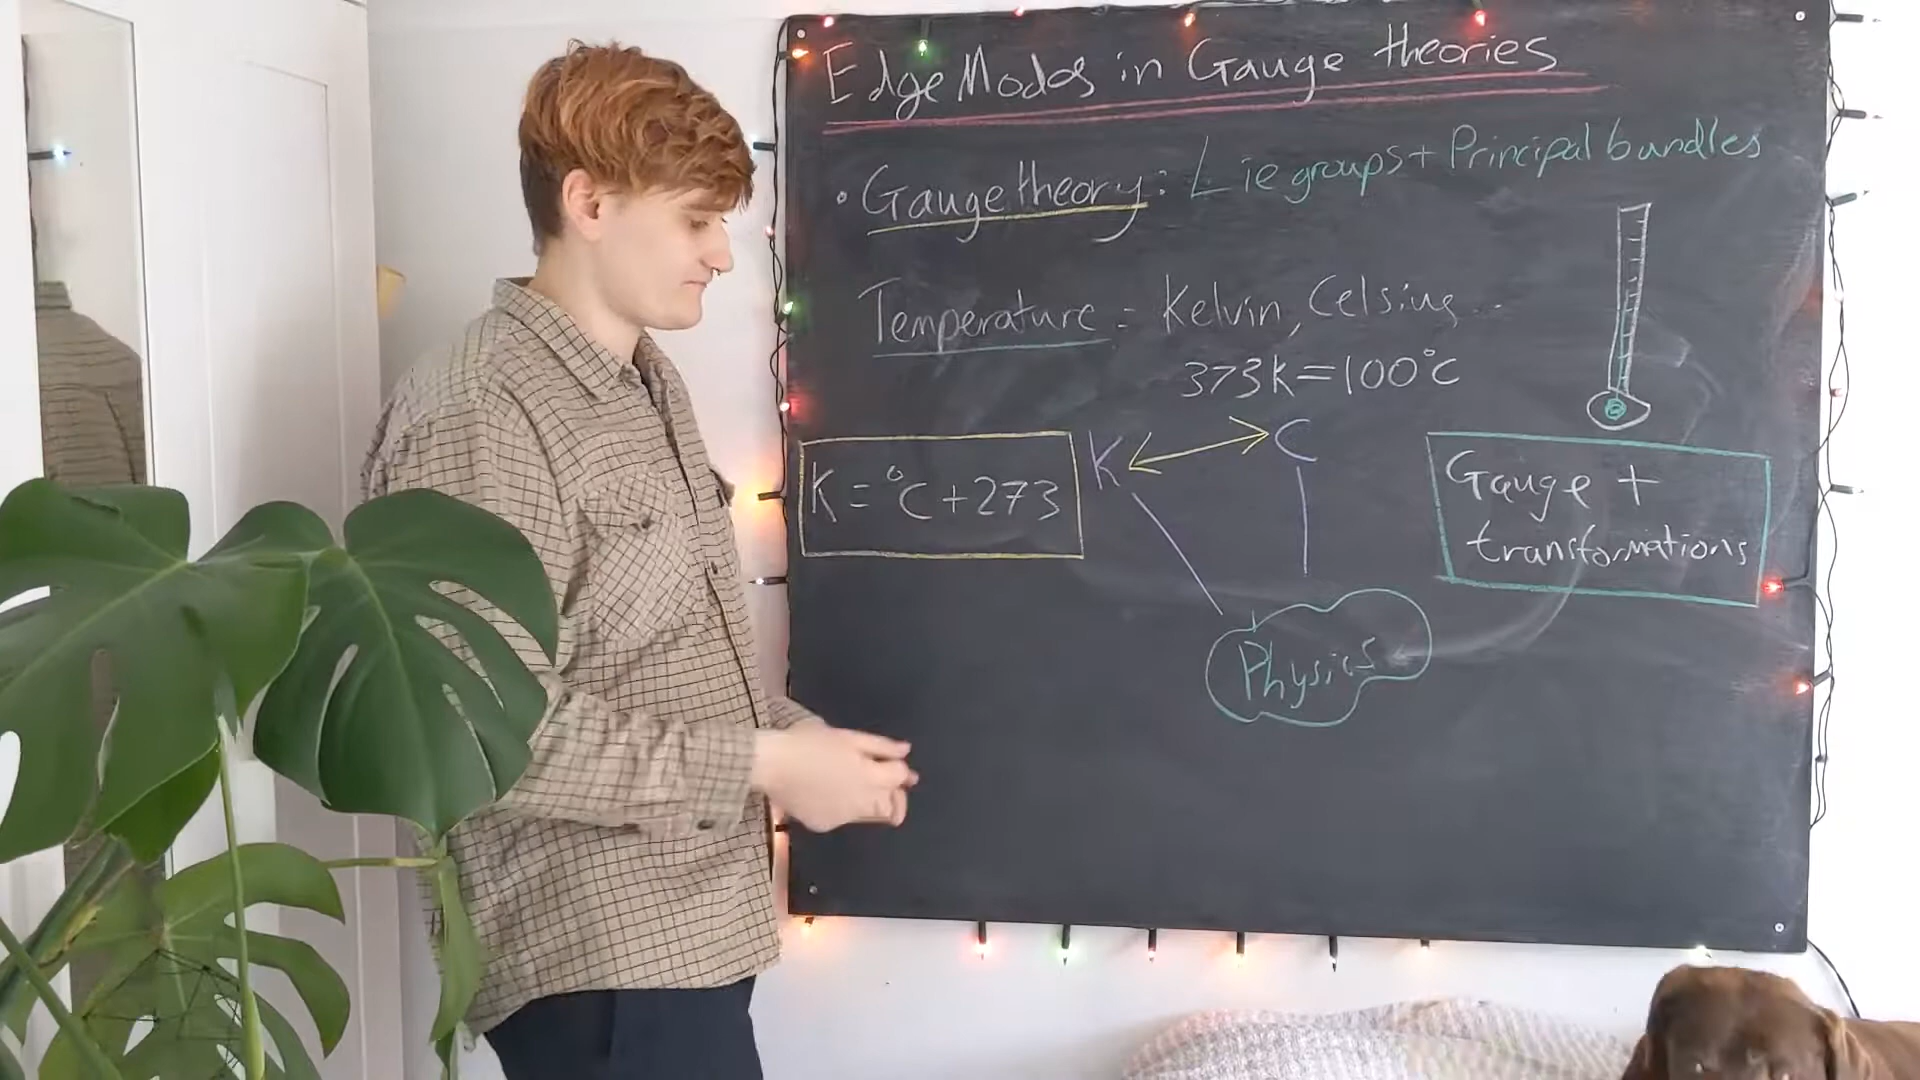 Edge Modes in Gauge theories
• Gauge theory: Lie groups + Principal bundles
Temperature = Kelvin, Celsius...
373K=100°C
K C
K = °C+273
Gauge +
transformations
Physics